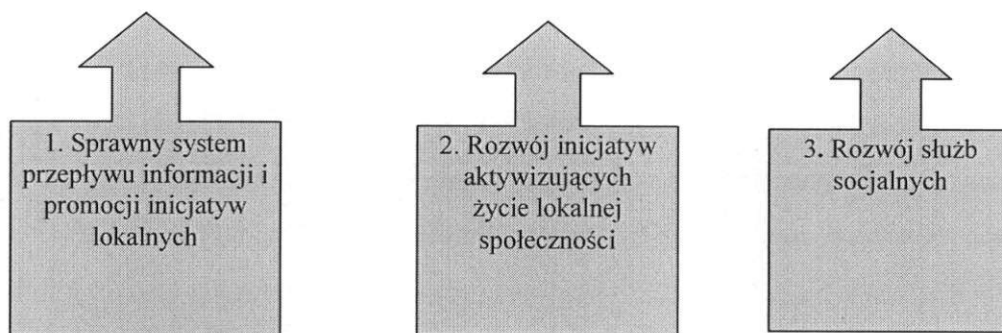 1. Sprawny system
przepływu informacji i
promocji inicjatyw
lokalnych
2. Rozwój inicjatyw
aktywizujących
życie lokalnej
społeczności
3. Rozwój służb
socjalnych